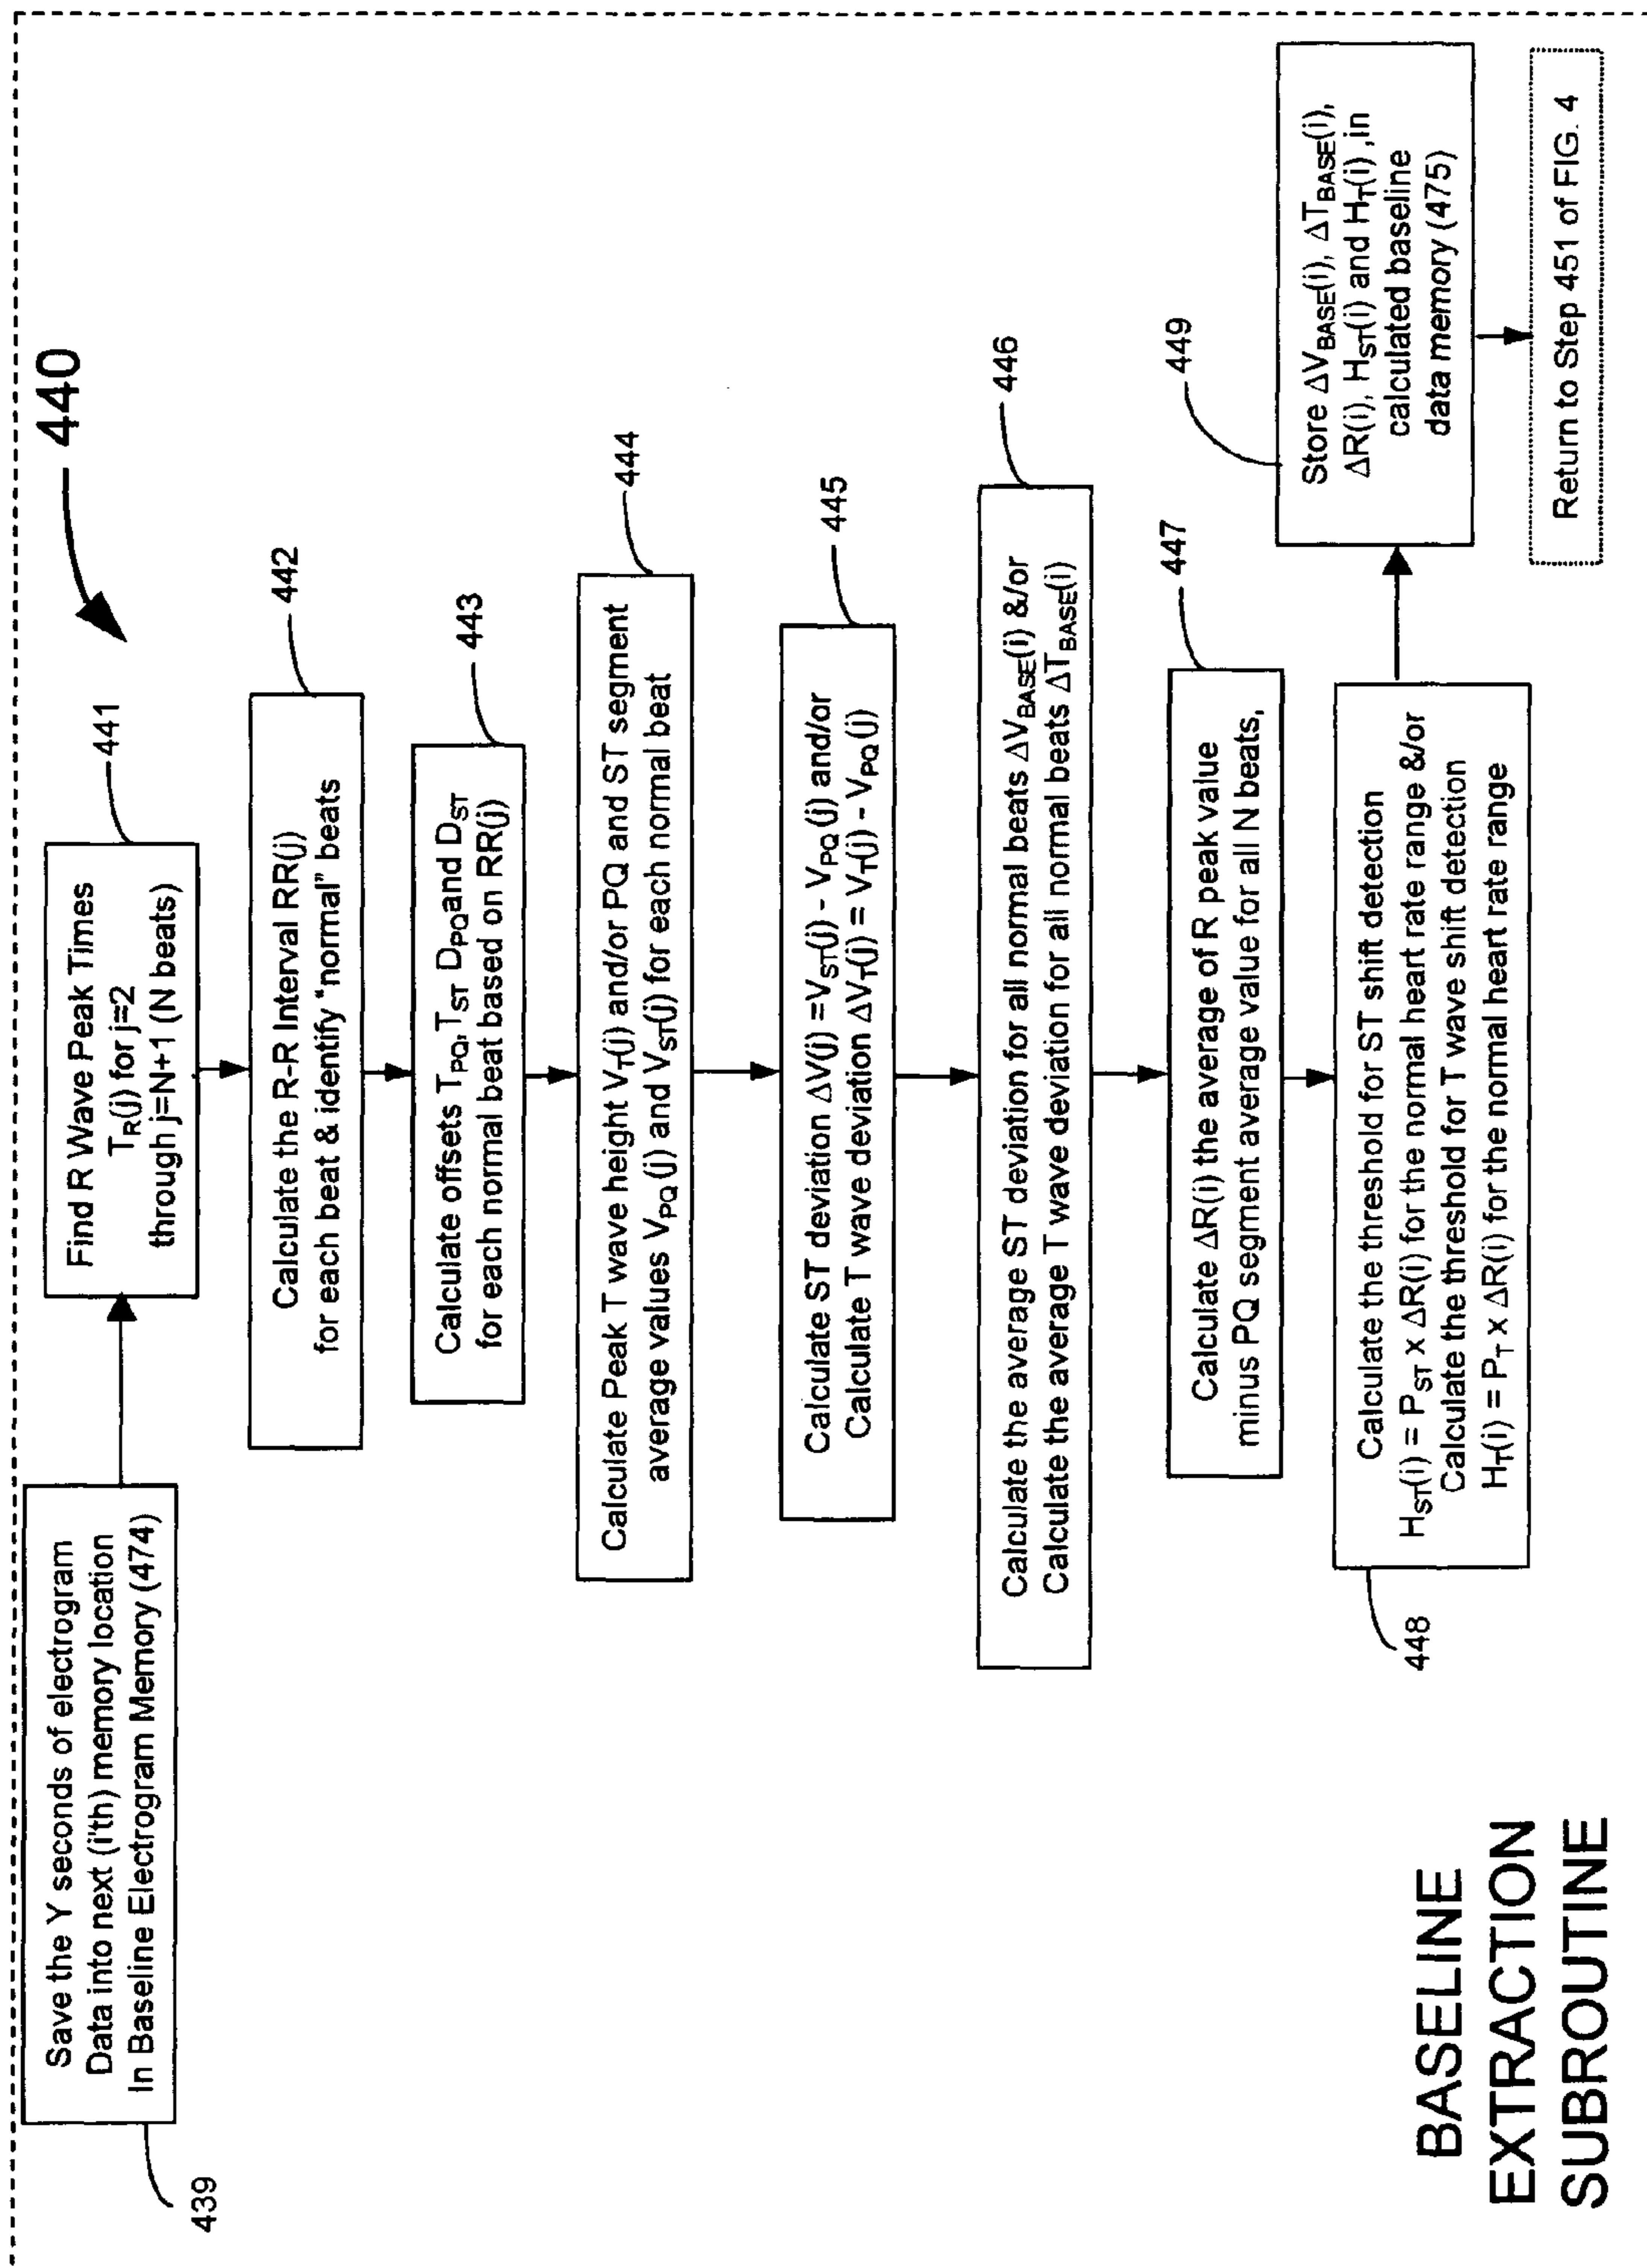 440
Save the Y seconds of electrogram
Data into next (i'th) memory location
In Baseline Electrogram Memory (474)
439
Find R Wave Peak Times
T_R(j) for j=2
through j=N+1 (N beats)
441
Calculate the R-R Interval RR(j)
for each beat & identify "normal" beats
442
Calculate offsets T_PQ, T_ST D_PQ and D_ST
for each normal beat based on RR(j)
443
Calculate Peak T wave height V_T(j) and/or PQ and ST segment
average values V_PQ(j) and V_ST(j) for each normal beat
444
Calculate ST deviation ΔV(j) = V_ST(j) - V_PQ(j) and/or
Calculate T wave deviation ΔV_T(j) = V_T(j) - V_PQ(j)
445
Calculate the average ST deviation for all normal beats ΔV_BASE(i) &/or
Calculate the average T wave deviation for all normal beats ΔT_BASE(i)
446
Calculate ΔR(i) the average of R peak value
minus PQ segment average value for all N beats,
447
Calculate the threshold for ST shift detection
H_ST(i) = P_ST x ΔR(i) for the normal heart rate range &/or
Calculate the threshold for T wave shift detection
H_T(i) = P_T x ΔR(i) for the normal heart rate range
448
Store ΔV_BASE(i), ΔT_BASE(i),
ΔR(i), H_ST(i) and H_T(i) ,in
calculated baseline
data memory (475)
449
Return to Step 451 of FIG. 4
BASELINE
EXTRACTION
SUBROUTINE